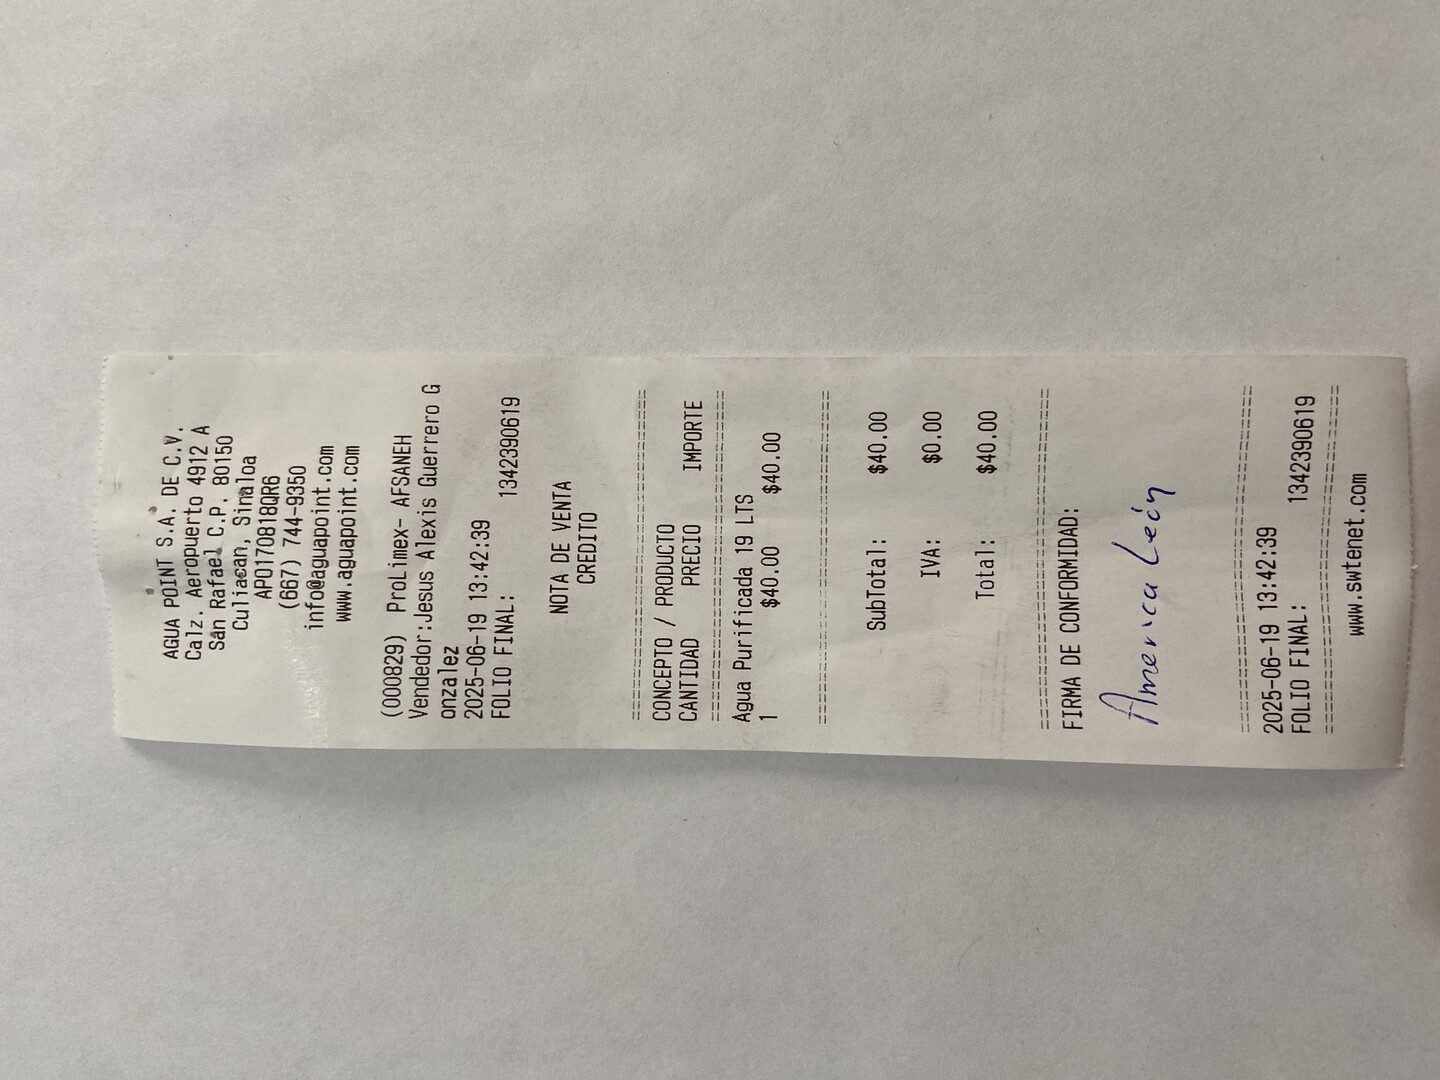 AGUA POINT S.A. DE C.V.
Calz. Aeropuerto 4912 A
San Rafael C.P. 80150
Culiacan, Sinaloa
APO170818QR6
(667) 744-9350
info@aguapoint.com
www.aguapoint.com
(000829) ProLimex- AFSANEH
Vendedor:Jesus Alexis Guerrero G
onzalez
2025-06-19 13:42:39
FOLIO FINAL: 1342390619
NOTA DE VENTA
CREDITO
CONCEPTO / PRODUCTO
CANTIDAD PRECIO IMPORTE
Agua Purificada 19 LTS
1 $40.00 $40.00
SubTotal: $40.00
IVA: $0.00
Total: $40.00
FIRMA DE CONFORMIDAD:
America León
2025-06-19 13:42:39
FOLIO FINAL: 1342390619
www.swtenet.com